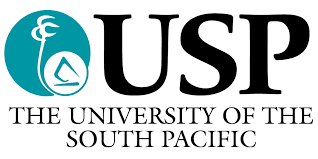 USP
THE UNIVERSITY OF THE
SOUTH PACIFIC